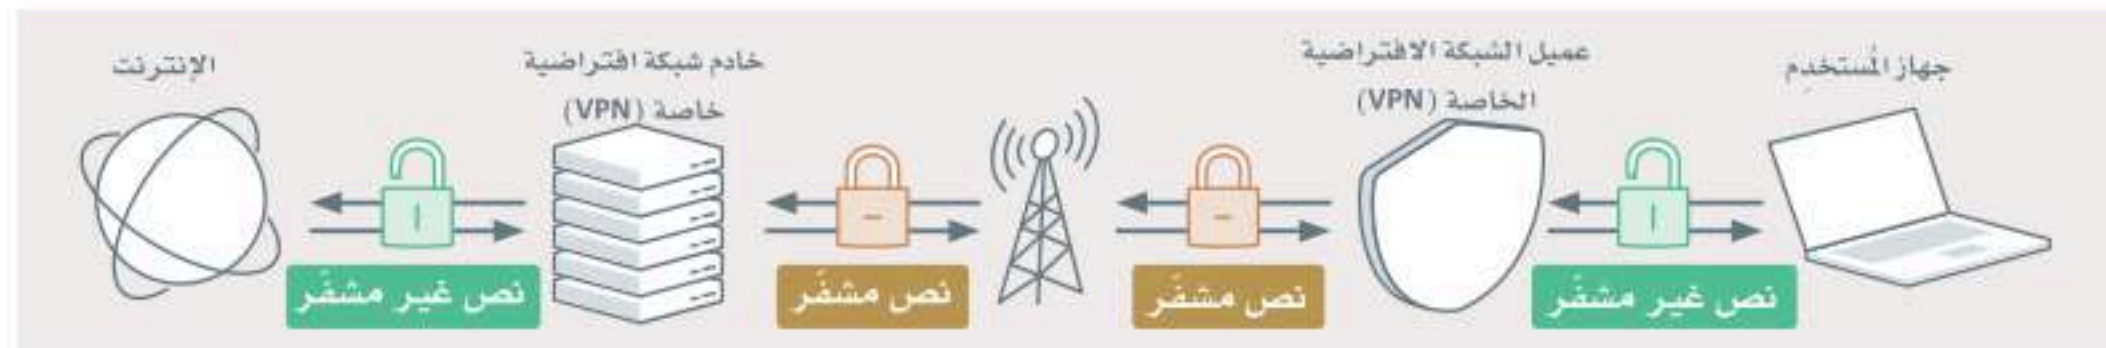 جهاز المُستخدِم
عميل الشبكة الافتراضية
الخاصة (VPN)
خادم شبكة افتراضية
خاصة (VPN)
الإنترنت
نص غير مشفَّر
نص مشفَّر
نص مشفَّر
نص غير مشفَّر